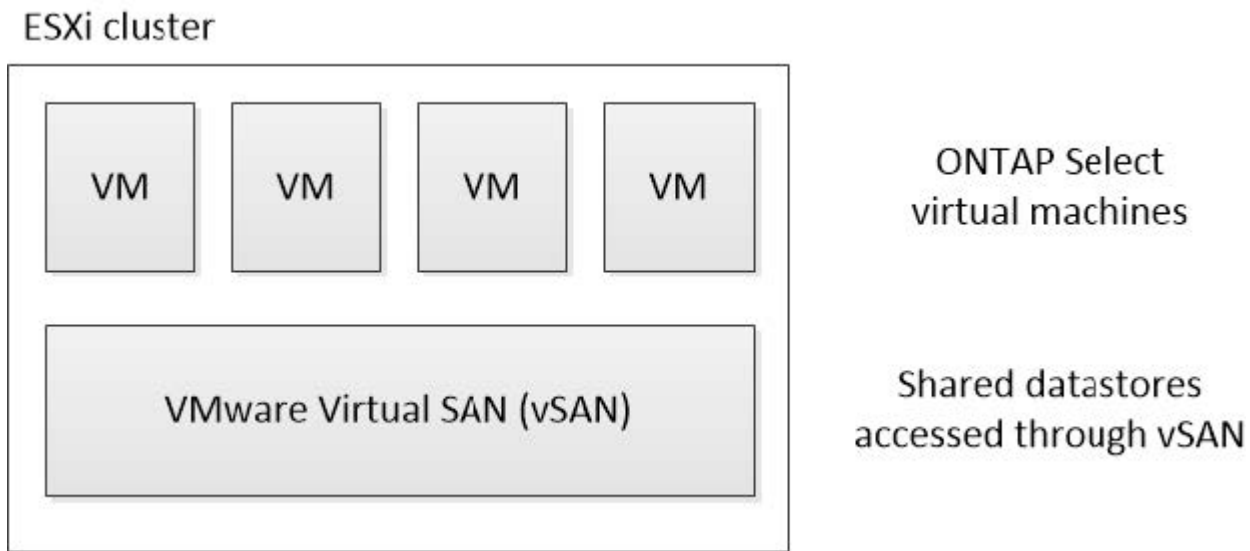 ESXi cluster
VM VM VM VM
ONTAP Select
virtual machines
VMware Virtual SAN (vSAN)
Shared datastores
accessed through vSAN